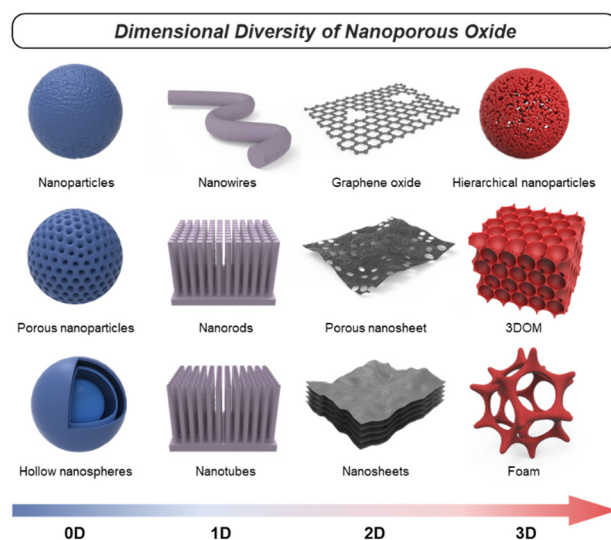 Dimensional Diversity of Nanoporous Oxide
Nanoparticles
Nanowires
Graphene oxide
Hierarchical nanoparticles
Porous nanoparticles
Nanorods
Porous nanosheet
3DOM
Hollow nanospheres
Nanotubes
Nanosheets
Foam
0D
1D
2D
3D